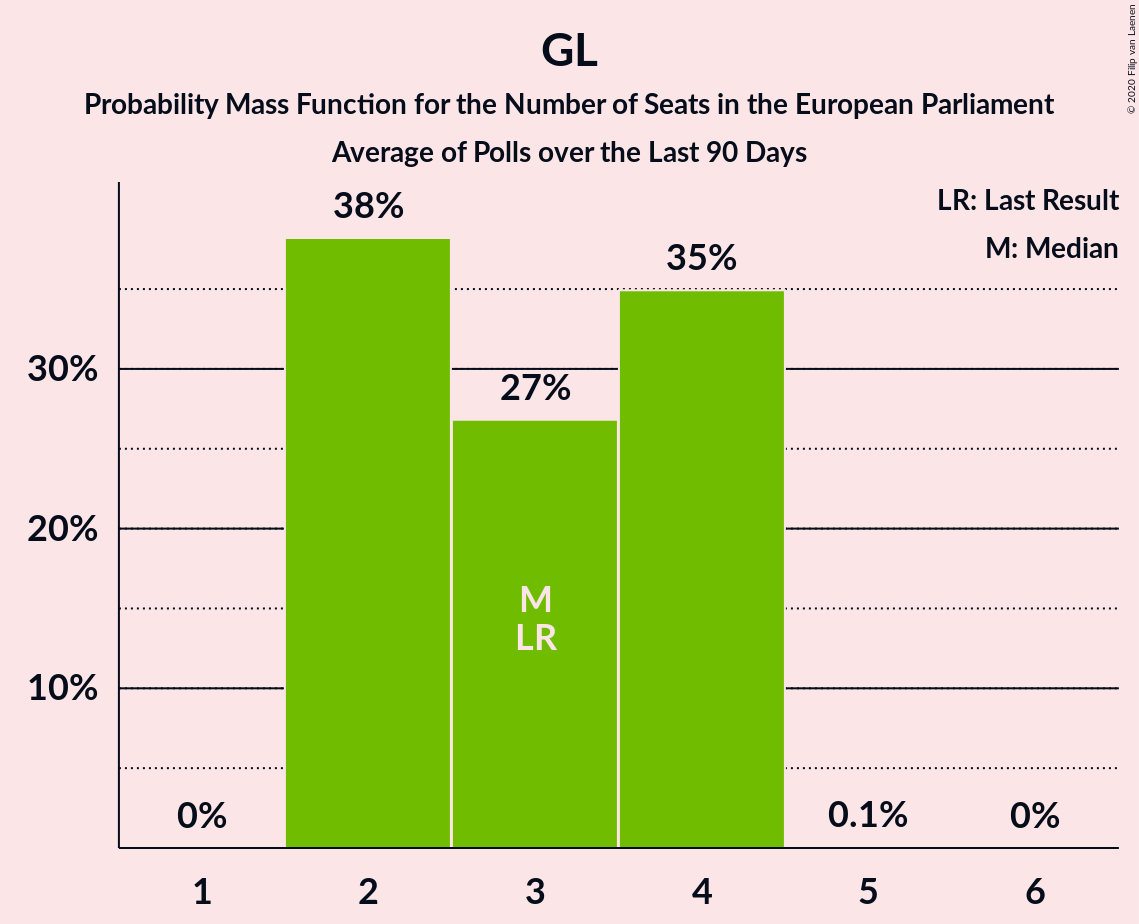 GL
Probability Mass Function for the Number of Seats in the European Parliament
Average of Polls over the Last 90 Days
© 2020 Filip van Laenen
LR: Last Result
M: Median
38%
35%
27%
30%
20%
10%
M
LR
0%
0.1%
0%
1
2
3
4
5
6